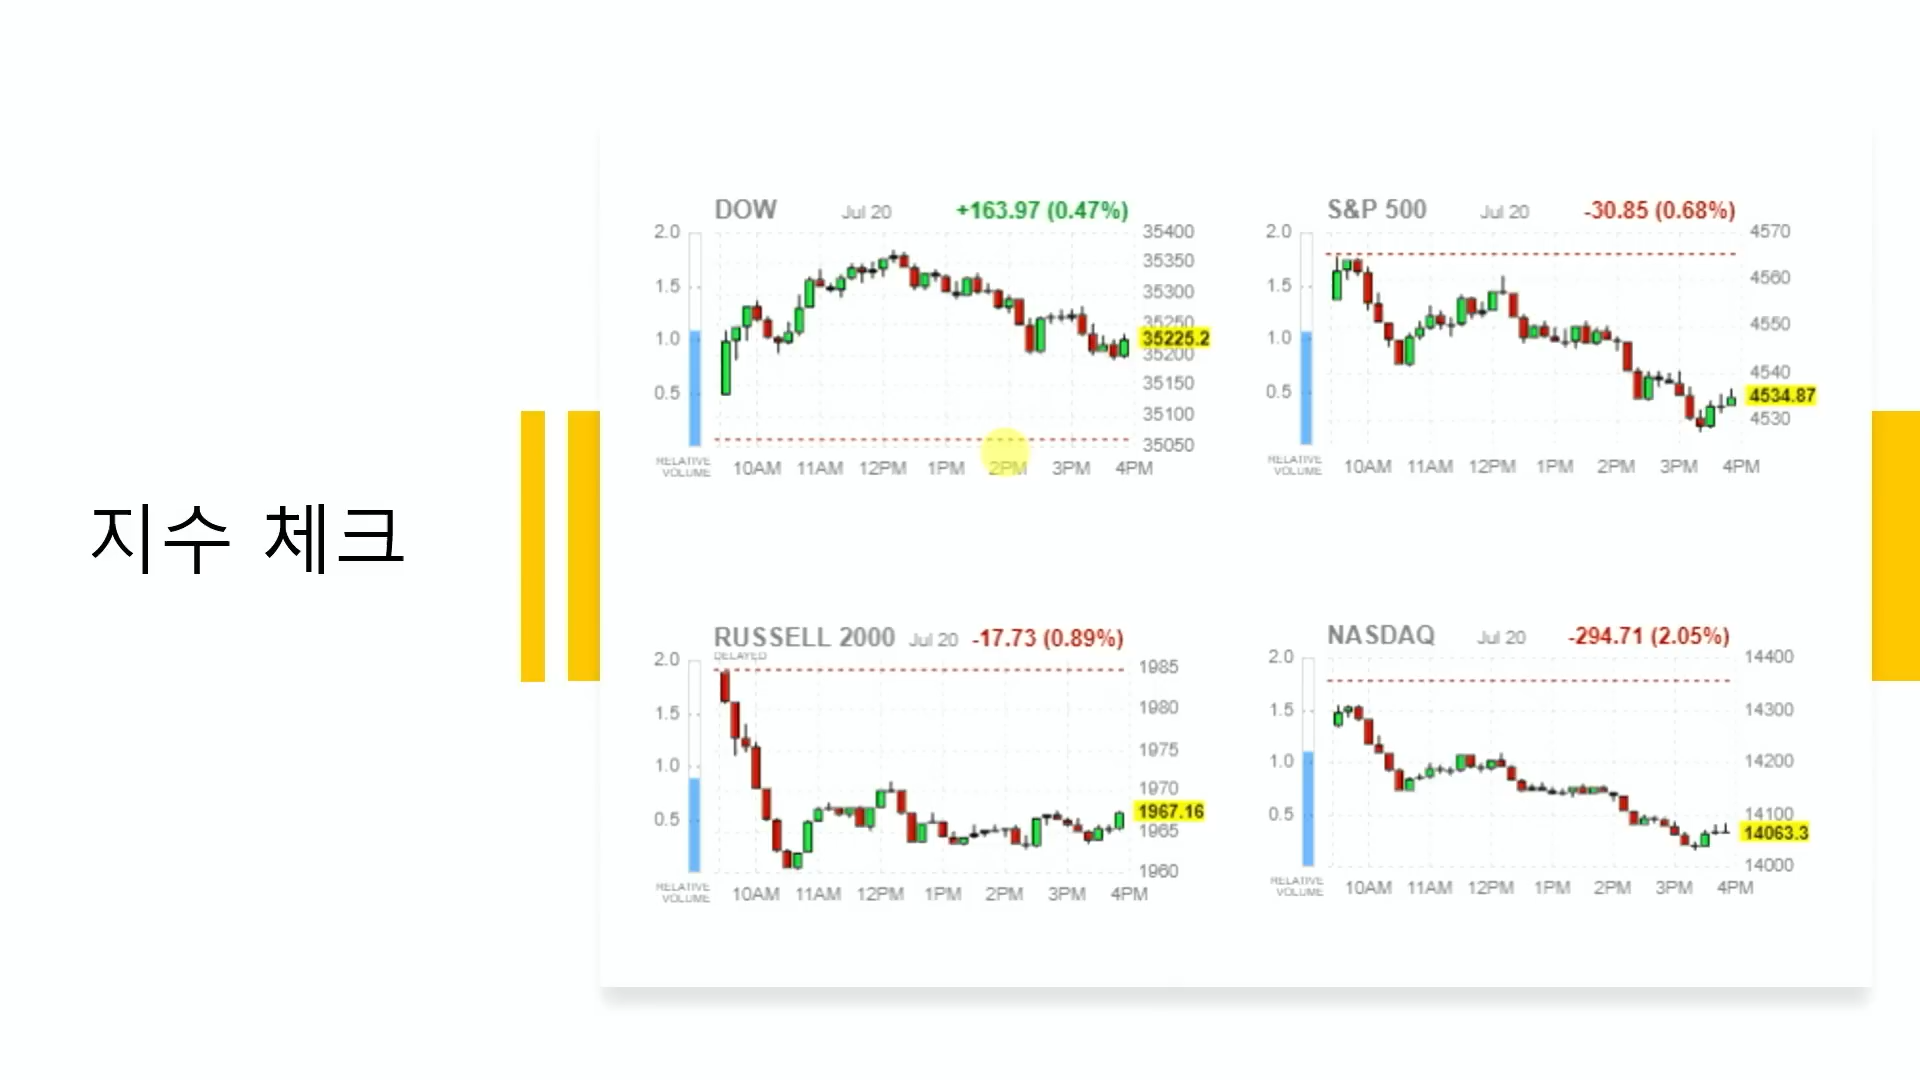 지수 체크
DOW Jul 20 +163.97 (0.47%)
2.0
1.5
1.0
0.5
35400
35350
35300
35250
35225.2
35200
35150
35100
35050
RELATIVE
VOLUME
10AM 11AM 12PM 1PM 2PM 3PM 4PM
S&P 500 Jul 20 -30.85 (0.68%)
2.0
1.5
1.0
0.5
4570
4560
4550
4540
4534.87
4530
RELATIVE
VOLUME
10AM 11AM 12PM 1PM 2PM 3PM 4PM
RUSSELL 2000 Jul 20 -17.73 (0.89%)
DELAYED
2.0
1.5
1.0
0.5
1985
1980
1975
1970
1967.16
1965
1960
RELATIVE
VOLUME
10AM 11AM 12PM 1PM 2PM 3PM 4PM
NASDAQ Jul 20 -294.71 (2.05%)
2.0
1.5
1.0
0.5
14400
14300
14200
14100
14063.3
14000
RELATIVE
VOLUME
10AM 11AM 12PM 1PM 2PM 3PM 4PM